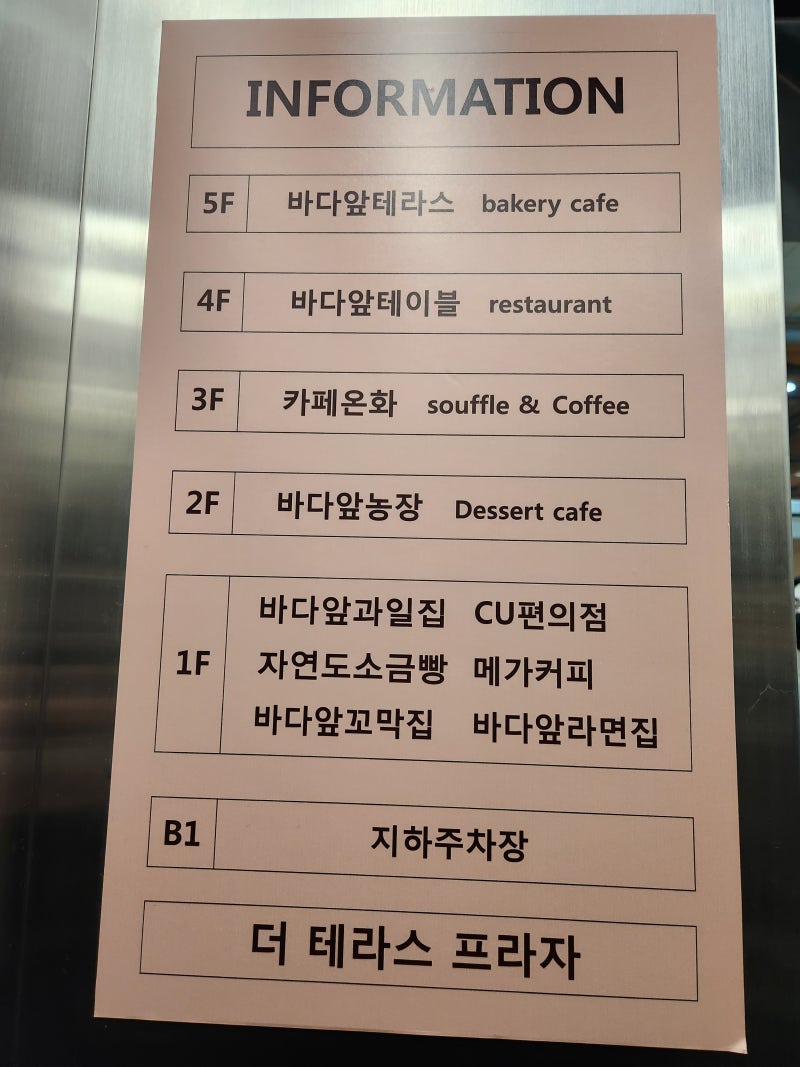 INFORMATION
5F 바다앞테라스 bakery cafe
4F 바다앞테이블 restaurant
3F 카페온화 souffle & Coffee
2F 바다앞농장 Dessert cafe
바다앞과일집 CU편의점
1F 자연도소금빵 메가커피
바다앞꼬막집 바다앞라면집
B1 지하주차장
더 테라스 프라자